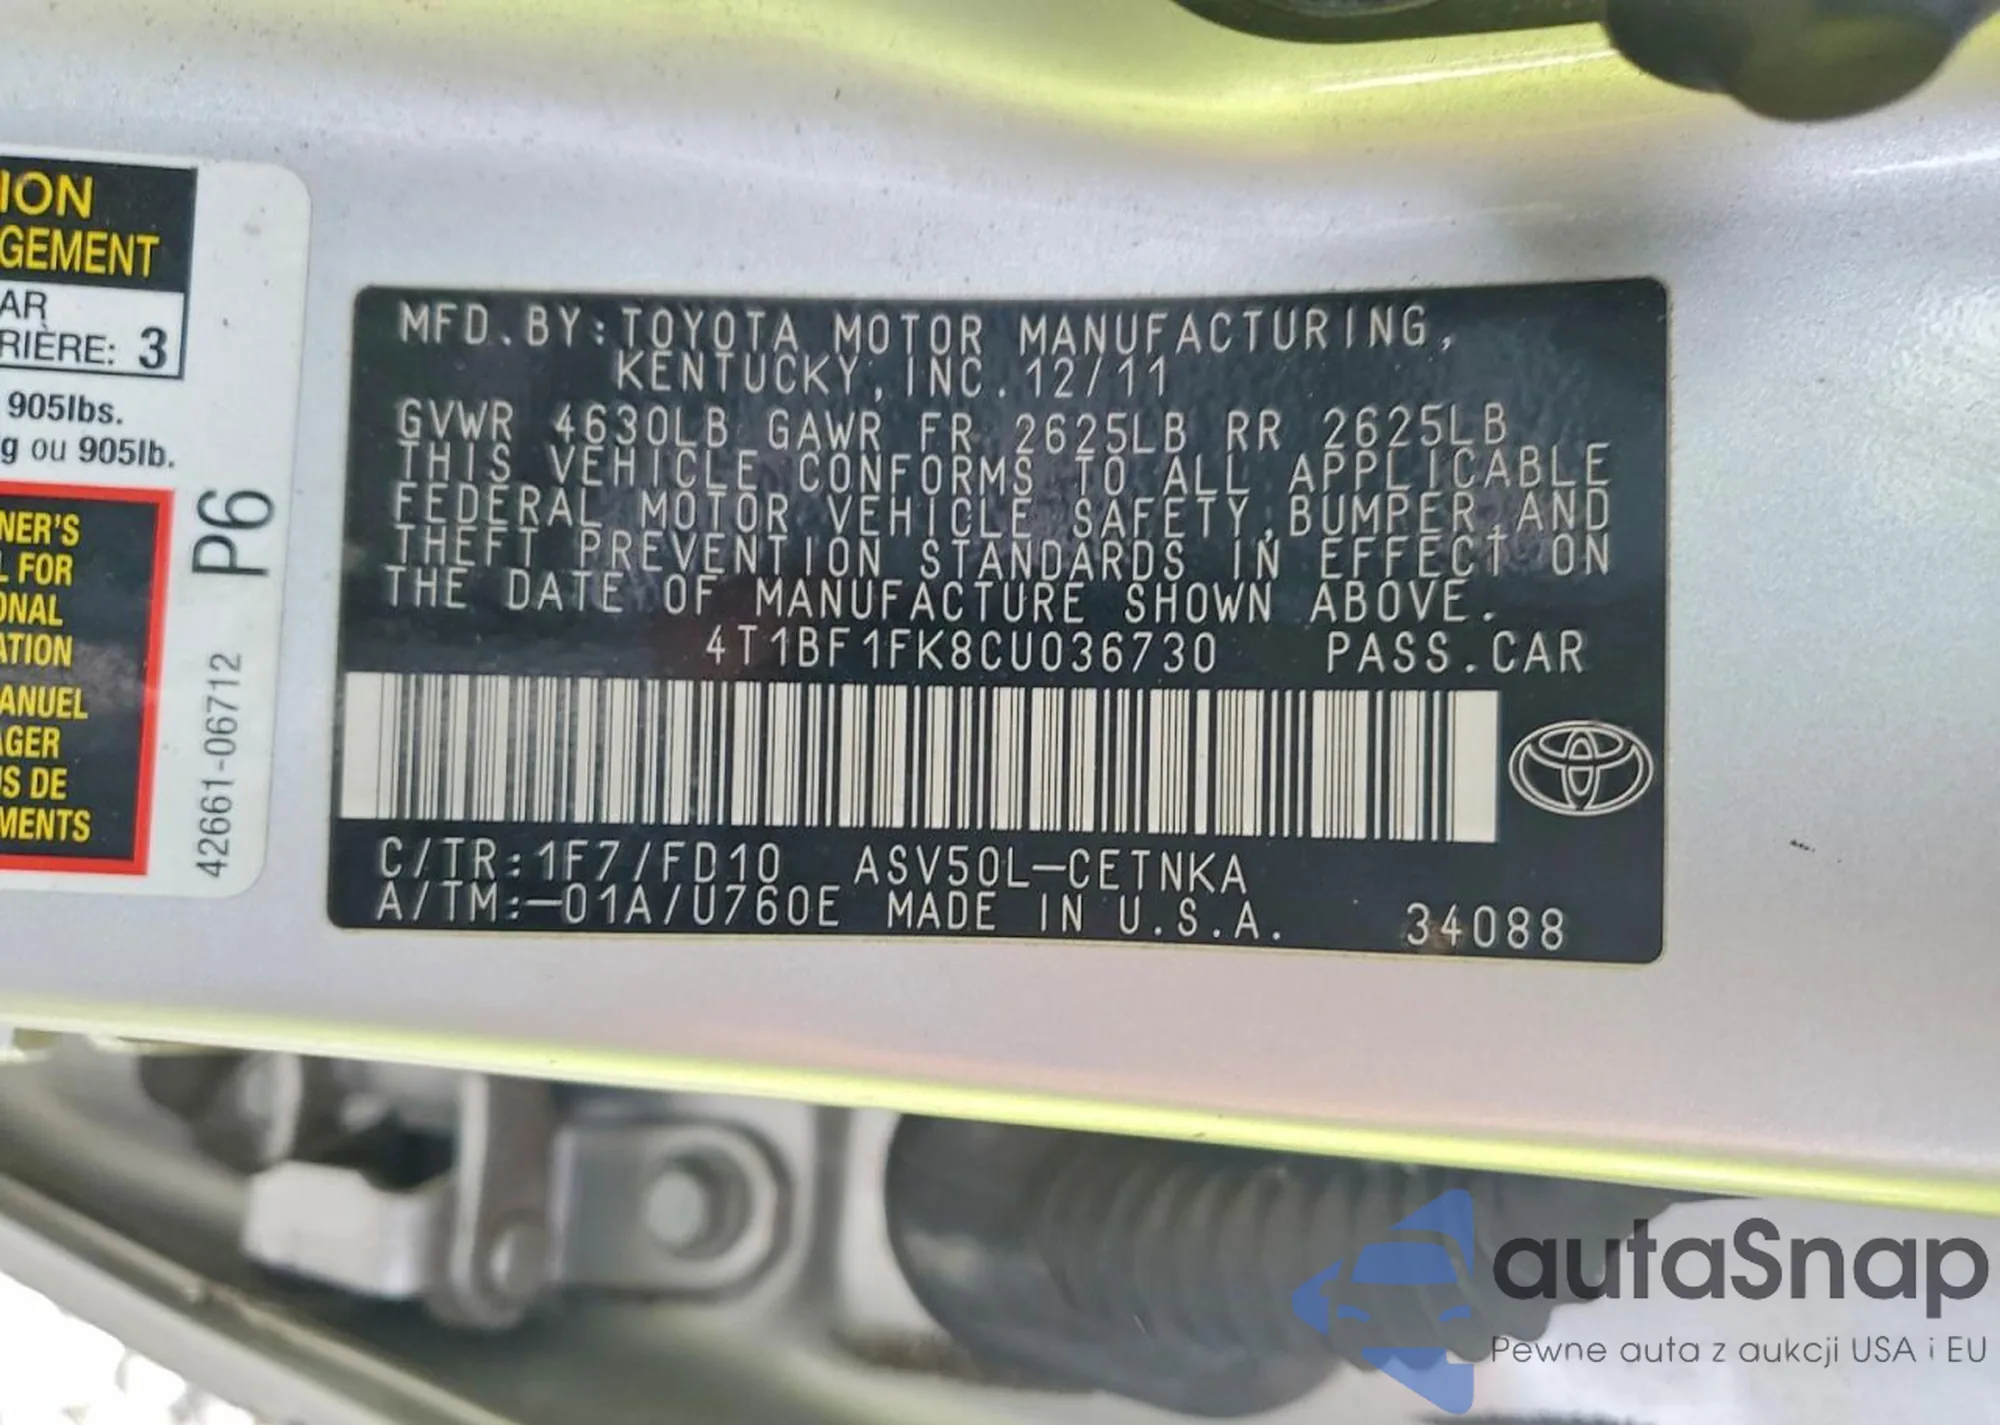 ION
GEMENT
AR
RIÈRE: 3
905lbs.
g ou 905lb.
NER'S
L FOR
ONAL
ATION
ANUEL
AGER
US DE
MENTS
P6
42661-06712
MFD.BY:TOYOTA MOTOR MANUFACTURING,
KENTUCKY,INC.12/11
GVWR 4630LB GAWR FR 2625LB RR 2625LB
THIS VEHICLE CONFORMS TO ALL APPLICABLE
FEDERAL MOTOR VEHICLE SAFETY,BUMPER,AND
THEFT PREVENTION STANDARDS IN EFFECT ON
THE DATE OF MANUFACTURE SHOWN ABOVE.
4T1BF1FK8CU036730 PASS.CAR
C/TR:1F7/FD10 ASV50L-CETNKA
A/TM:-01A/U760E MADE IN U.S.A. 34088
autaSnap
Pewne auta z aukcji USA i EU